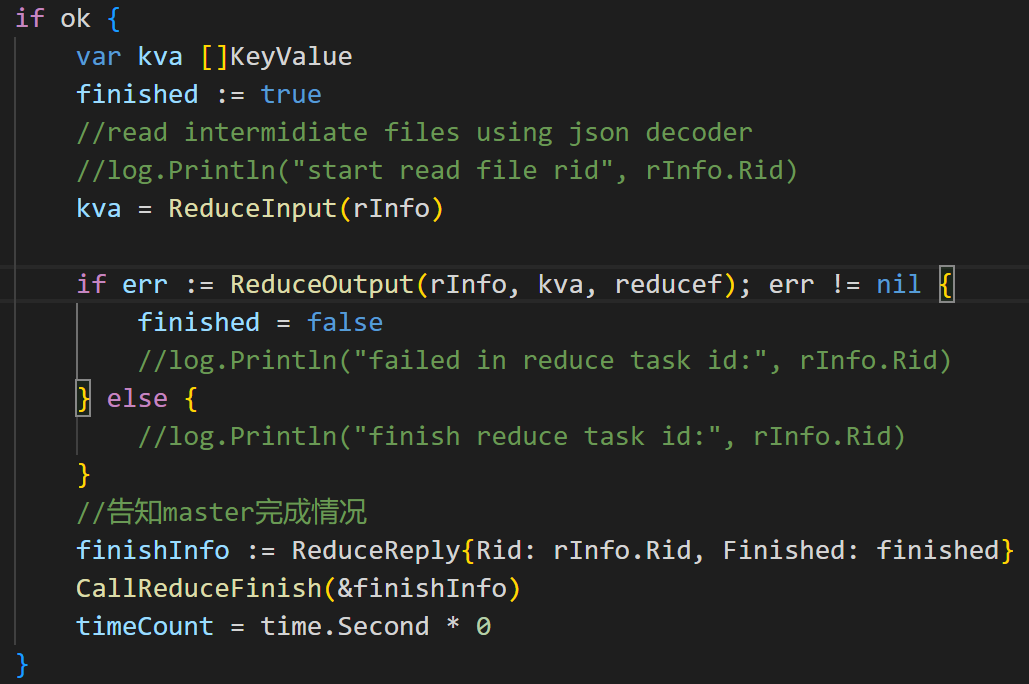 if ok {
    var kva []KeyValue
    finished := true
    //read intermidiate files using json decoder
    //log.Println("start read file rid", rInfo.Rid)
    kva = ReduceInput(rInfo)

    if err := ReduceOutput(rInfo, kva, reducef); err != nil {
        finished = false
        //log.Println("failed in reduce task id:", rInfo.Rid)
    } else {
        //log.Println("finish reduce task id:", rInfo.Rid)
    }
    //告知master完成情况
    finishInfo := ReduceReply{Rid: rInfo.Rid, Finished: finished}
    CallReduceFinish(&finishInfo)
    timeCount = time.Second * 0
}